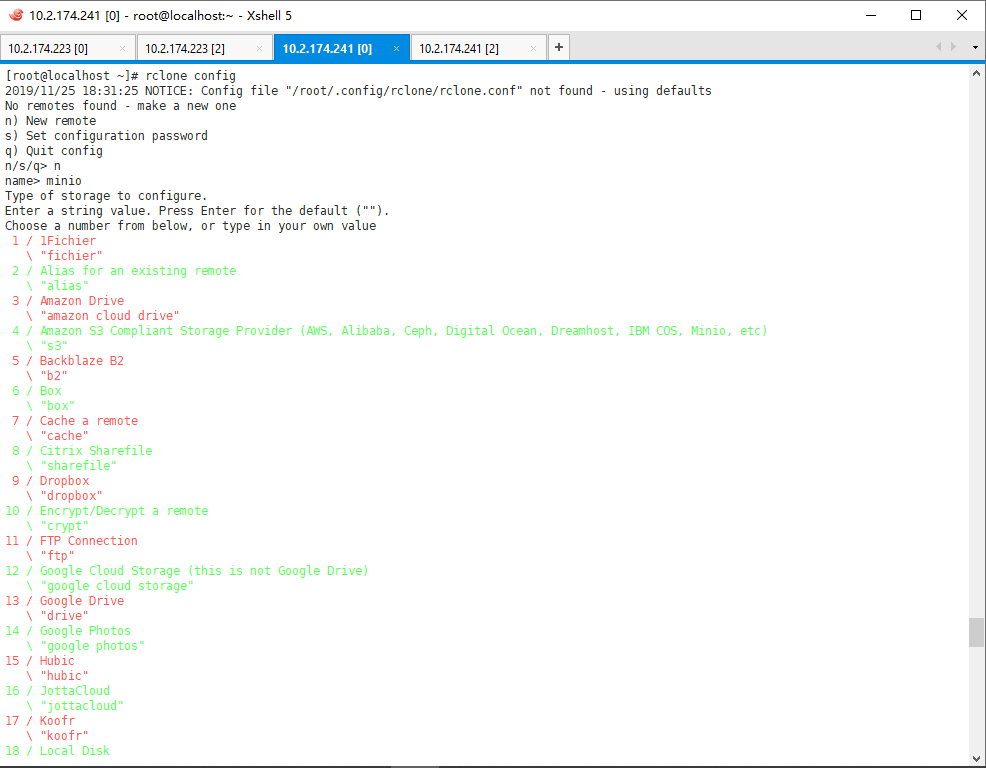 10.2.174.241 [0] - root@localhost:~ - Xshell 5
10.2.174.223 [0] × 10.2.174.223 [2] × 10.2.174.241 [0] × 10.2.174.241 [2] × +
[root@localhost ~]# rclone config
2019/11/25 18:31:25 NOTICE: Config file "/root/.config/rclone/rclone.conf" not found - using defaults
No remotes found - make a new one
n) New remote
s) Set configuration password
q) Quit config
n/s/q> n
name> minio
Type of storage to configure.
Enter a string value. Press Enter for the default ("").
Choose a number from below, or type in your own value
 1 / 1Fichier
   \ "fichier"
 2 / Alias for an existing remote
   \ "alias"
 3 / Amazon Drive
   \ "amazon cloud drive"
 4 / Amazon S3 Compliant Storage Provider (AWS, Alibaba, Ceph, Digital Ocean, Dreamhost, IBM COS, Minio, etc)
   \ "s3"
 5 / Backblaze B2
   \ "b2"
 6 / Box
   \ "box"
 7 / Cache a remote
   \ "cache"
 8 / Citrix Sharefile
   \ "sharefile"
 9 / Dropbox
   \ "dropbox"
10 / Encrypt/Decrypt a remote
   \ "crypt"
11 / FTP Connection
   \ "ftp"
12 / Google Cloud Storage (this is not Google Drive)
   \ "google cloud storage"
13 / Google Drive
   \ "drive"
14 / Google Photos
   \ "google photos"
15 / Hubic
   \ "hubic"
16 / JottaCloud
   \ "jottacloud"
17 / Koofr
   \ "koofr"
18 / Local Disk